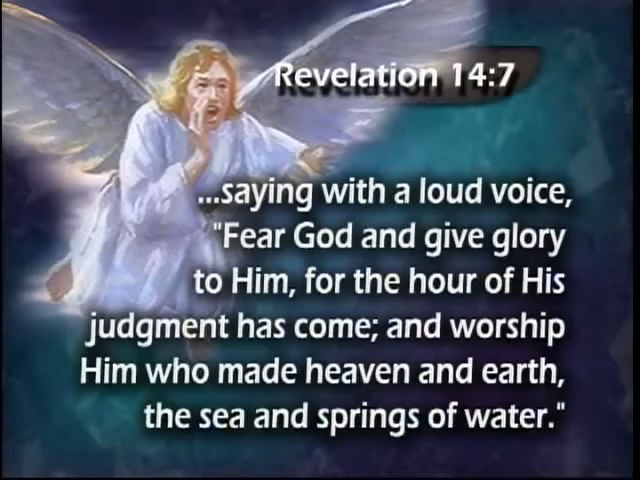 Revelation 14:7
...saying with a loud voice,
"Fear God and give glory
to Him, for the hour of His
judgment has come; and worship
Him who made heaven and earth,
the sea and springs of water."